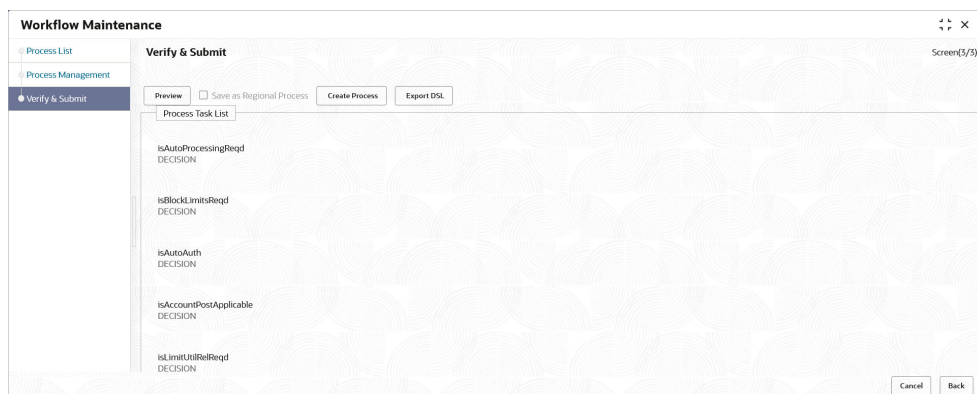 Workflow Maintenance
Process List
Process Management
Verify & Submit
Verify & Submit
Screen(3/3)
Preview
Save as Regional Process
Create Process
Export DSL
Process Task List
isAutoProcessingReqd
DECISION
isBlockLimitsReqd
DECISION
isAutoAuth
DECISION
isAccountPostApplicable
DECISION
isLimitUtilRelReqd
DECISION
Cancel
Back